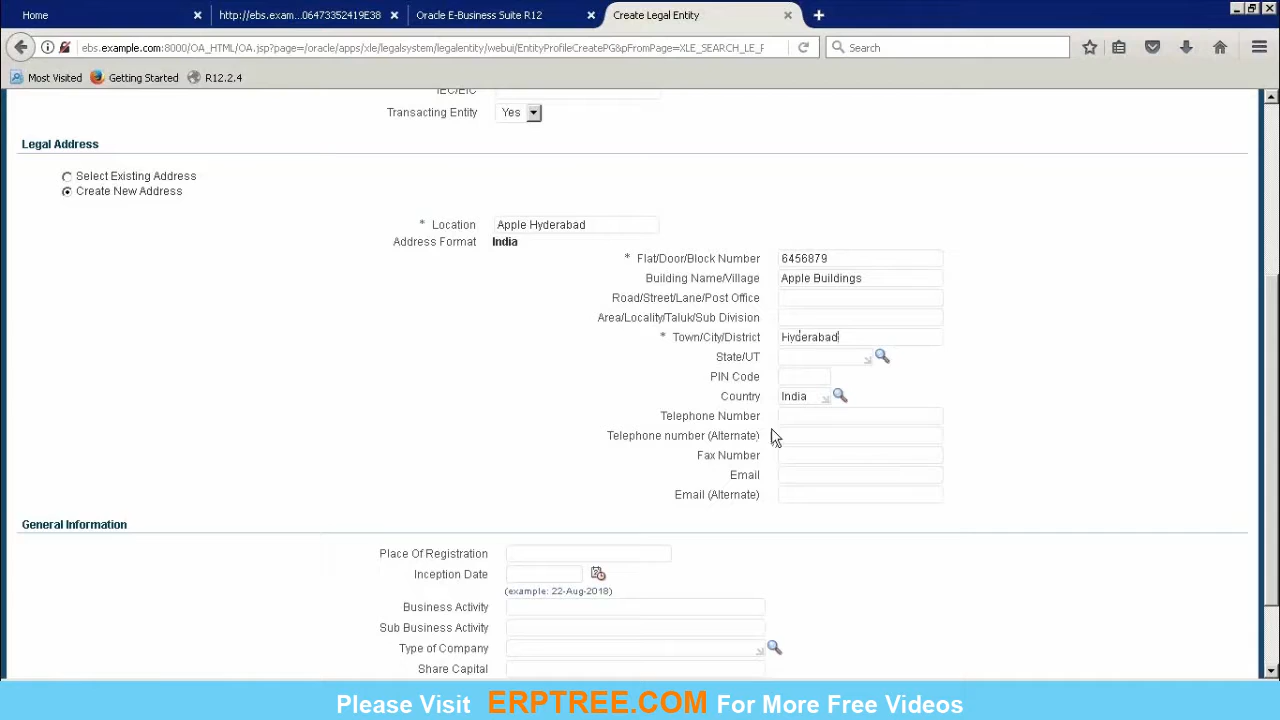 Home
http://ebs.exam...06473352419E38
Oracle E-Business Suite R12
Create Legal Entity
ebs.example.com:8000/OA_HTML/OA.jsp?page=/oracle/apps/xle/legalsystem/legalentity/webui/EntityProfileCreatePG&pFromPage=XLE_SEARCH_LE_F
Search
Most Visited
Getting Started
R12.2.4
IEC/EIC
Transacting Entity Yes
Legal Address
Select Existing Address
Create New Address
* Location Apple Hyderabad
Address Format India
* Flat/Door/Block Number 6456879
Building Name/Village Apple Buildings
Road/Street/Lane/Post Office
Area/Locality/Taluk/Sub Division
* Town/City/District Hyderabad
State/UT
PIN Code
Country India
Telephone Number
Telephone number (Alternate)
Fax Number
Email
Email (Alternate)
General Information
Place Of Registration
Inception Date
(example: 22-Aug-2018)
Business Activity
Sub Business Activity
Type of Company
Share Capital
Please Visit ERPTREE.COM For More Free Videos